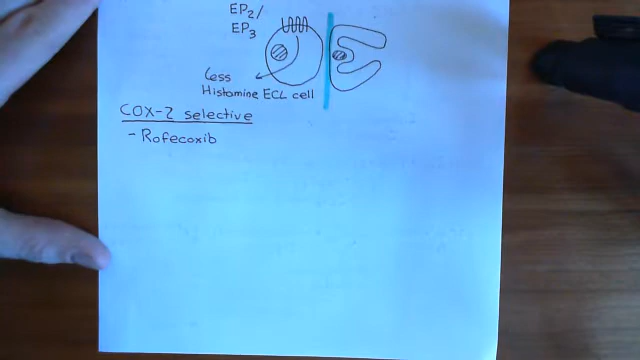 EP2/
EP3
less
Histamine ECL cell
COX-2 selective
- Rofecoxib